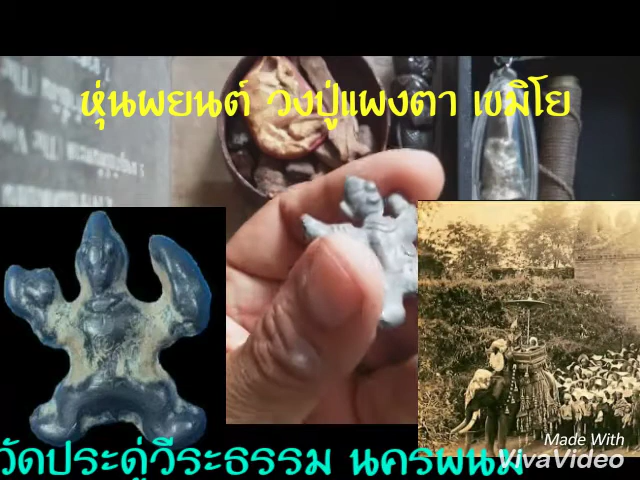 หุ่นพยนต์ วงปู่แผงตา เขมิโย
วัดประดู่วีระธรรม นครพนม
Made With
VivaVideo